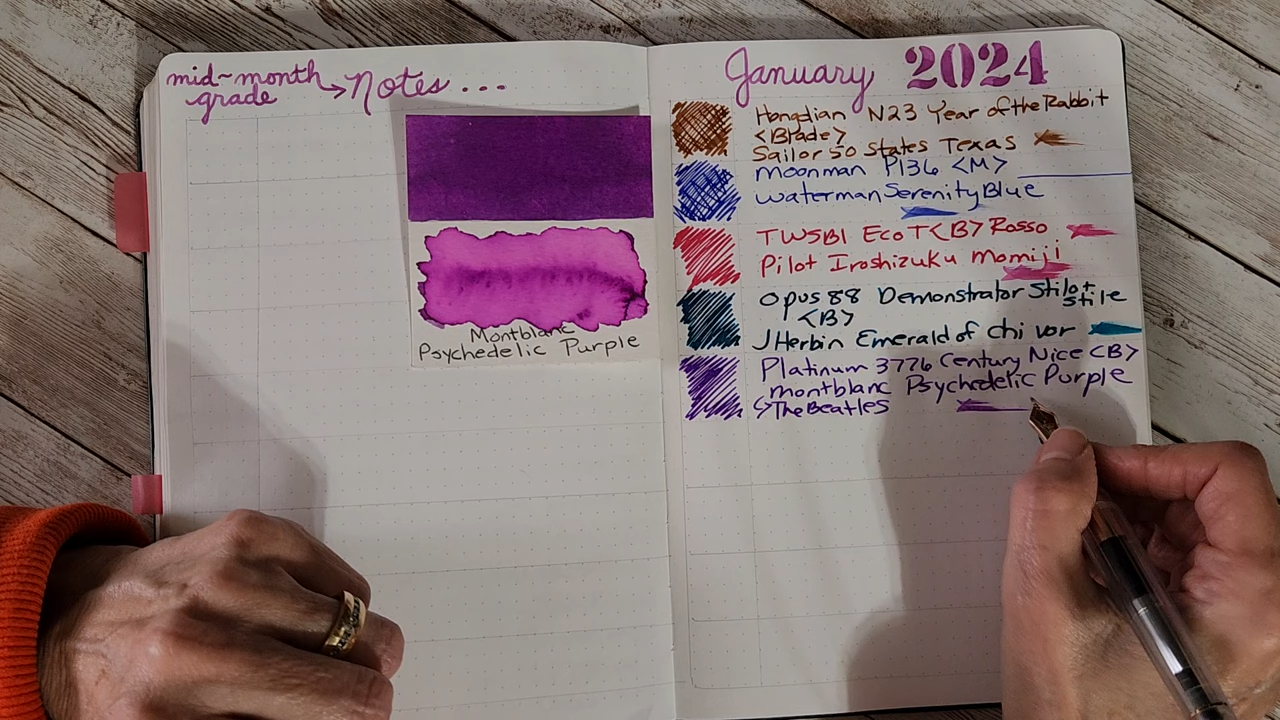 mid~month
grade → Notes ...
Montblanc
Psychedelic Purple
January 2024
Hongdian N23 Year of the Rabbit
<Blade>
Sailor 50 States Texas
Moonman P136 <M>
Waterman Serenity Blue
TWSBI Eco T<B> Rosso
Pilot Iroshizuku Momiji
Opus 88 Demonstrator Stilo+
stile
<B>
JHerbin Emerald of Chivor
Platinum 3776 Century Nice <B>
montblanc Psychedelic Purple
↳The Beatles